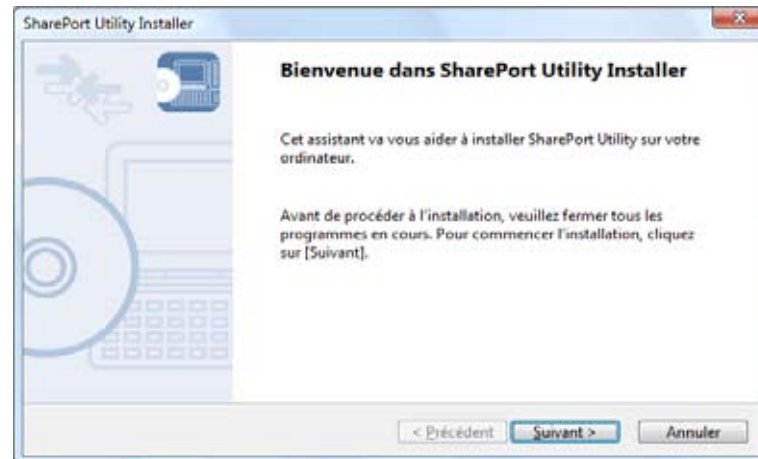 SharePort Utility Installer
Bienvenue dans SharePort Utility Installer
Cet assistant va vous aider à installer SharePort Utility sur votre
ordinateur.
Avant de procéder à l'installation, veuillez fermer tous les
programmes en cours. Pour commencer l'installation, cliquez
sur [Suivant].
< Précédent
Suivant >
Annuler